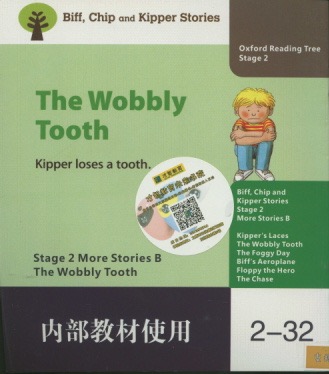 Biff, Chip and Kipper Stories
Oxford Reading Tree
Stage 2
The Wobbly
Tooth
Kipper loses a tooth.
Biff, Chip and
Kipper Stories
Stage 2
More Stories B
Kipper's Laces
The Wobbly Tooth
The Foggy Day
Biff's Aeroplane
Floppy the Hero
The Chase
Stage 2 More Stories B
The Wobbly Tooth
内部教材使用
2-32